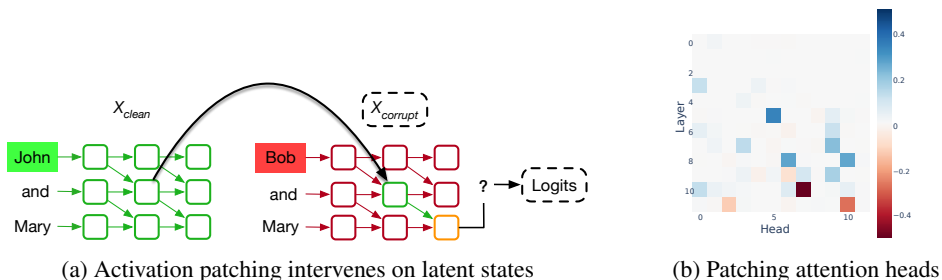 X_clean
X_corrupt
John
and
Mary
Bob
and
Mary
?
Logits
(a) Activation patching intervenes on latent states
Layer
0
2
4
6
8
10
0
5
10
Head
0.4
0.2
0
−0.2
−0.4
(b) Patching attention heads